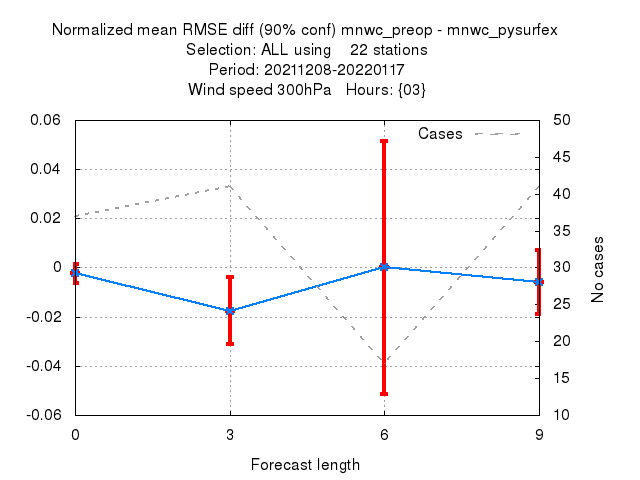 Normalized mean RMSE diff (90% conf) mnwc_preop - mnwc_pysurfex
Selection: ALL using    22 stations
Period: 20211208-20220117
Wind speed 300hPa   Hours: {03}
Cases
0.06
0.04
0.02
0
-0.02
-0.04
-0.06
50
45
40
35
30
25
20
15
10
No cases
0 3 6 9
Forecast length